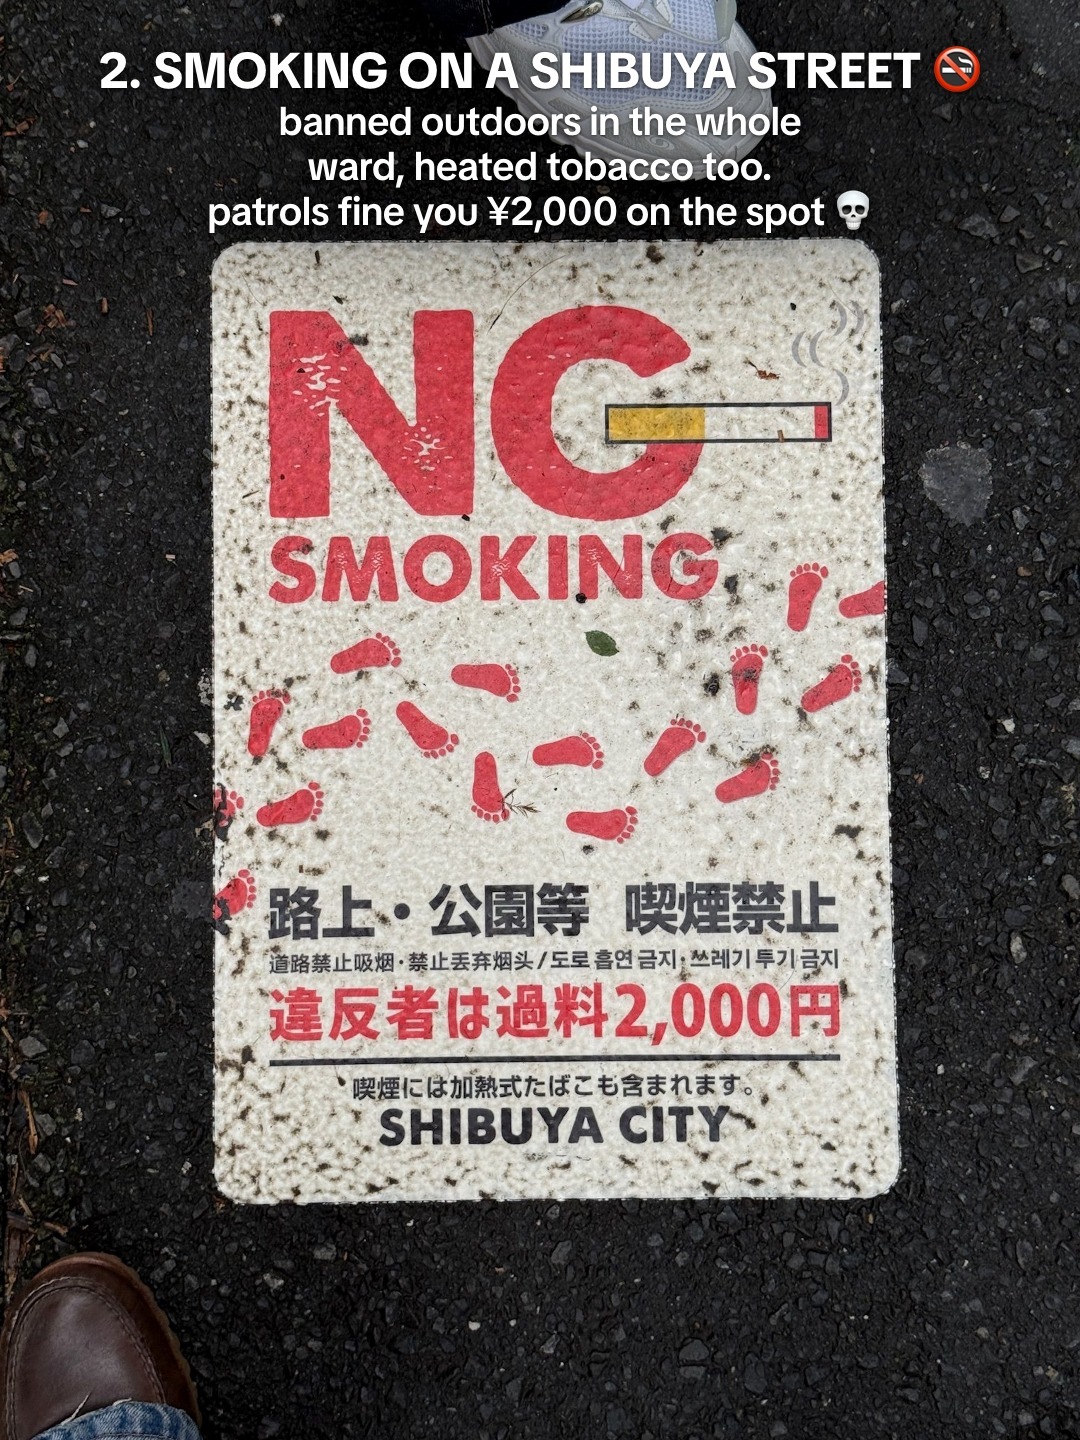 2. SMOKING ON A SHIBUYA STREET 🚭
banned outdoors in the whole
ward, heated tobacco too.
patrols fine you ¥2,000 on the spot 💀
NO
SMOKING
路上・公園等 喫煙禁止
道路禁止吸烟·禁止丢弃烟头/도로 흡연 금지·쓰레기 투기 금지
違反者は過料2,000円
喫煙には加熱式たばこも含まれます。
SHIBUYA CITY